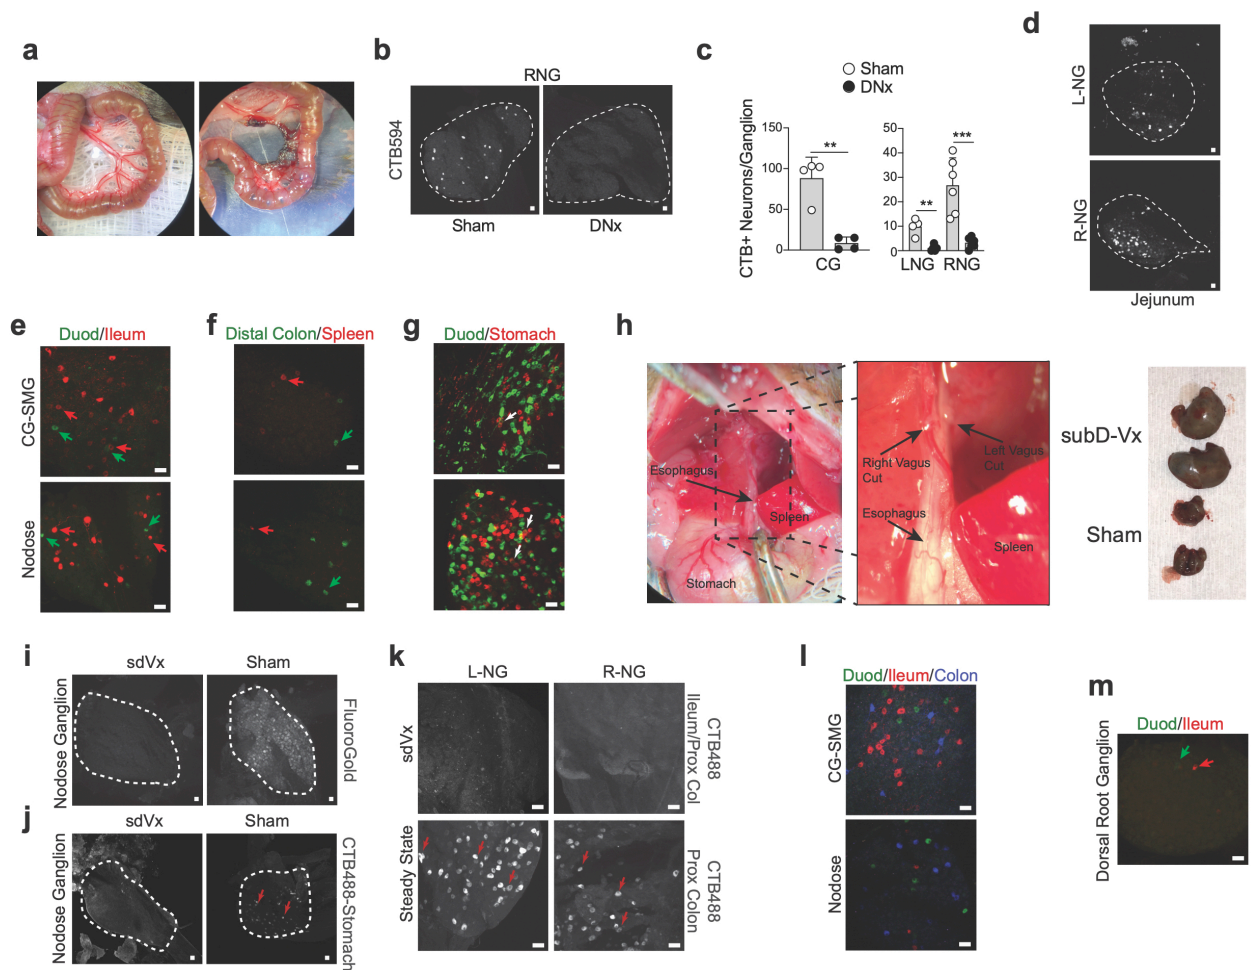 a
b
RNG
CTB594
Sham
DNx
c
Sham
DNx
CTB+ Neurons/Ganglion
150
100
50
0
**
CG
50
40
30
20
10
0
**
***
LNG
RNG
d
L-NG
R-NG
Jejunum
e
Duod/Ileum
CG-SMG
Nodose
f
Distal Colon/Spleen
g
Duod/Stomach
h
Esophagus
Spleen
Stomach
Right Vagus
Cut
Left Vagus
Cut
Esophagus
Spleen
subD-Vx
Sham
i
sdVx
Sham
Nodose Ganglion
FluoroGold
j
sdVx
Sham
Nodose Ganglion
CTB488-Stomach
k
L-NG
R-NG
sdVx
CTB488
Ileum/Prox Col
Steady State
CTB488
Prox Colon
l
Duod/Ileum/Colon
CG-SMG
Nodose
m
Duod/Ileum
Dorsal Root Ganglion